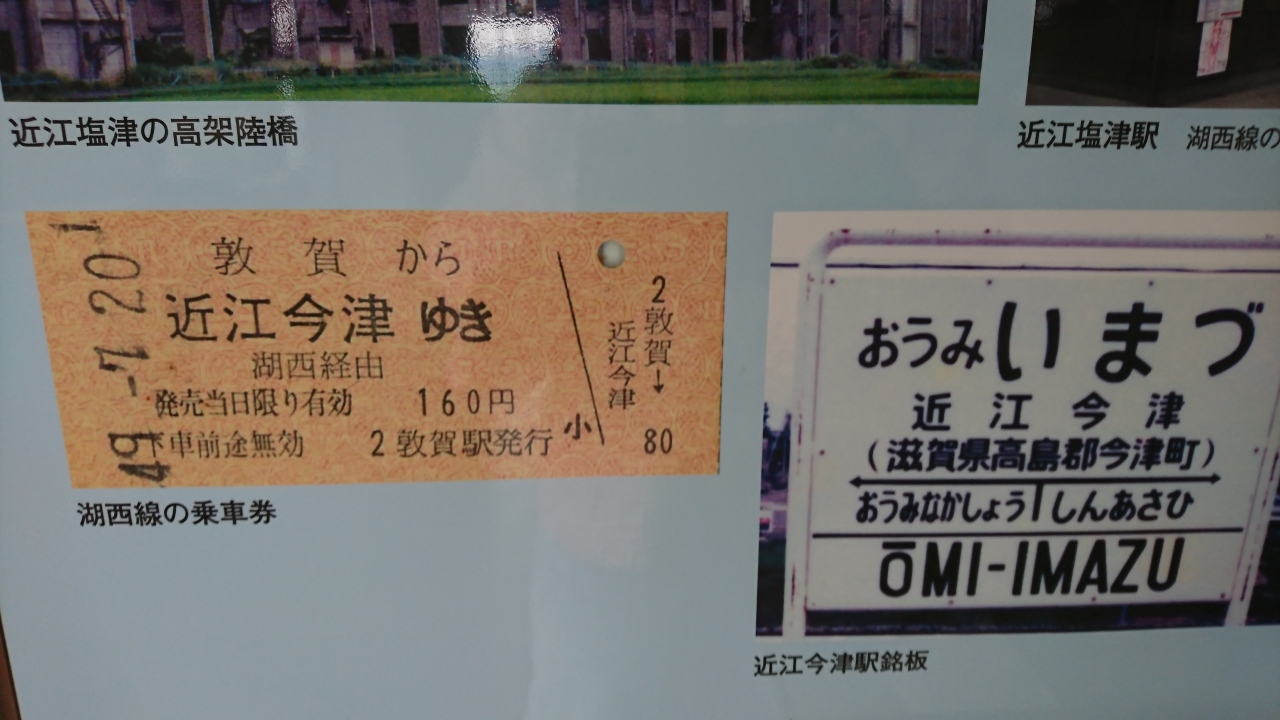 近江塩津の高架陸橋
近江塩津駅 湖西線の
49.-7.20
敦賀から
近江今津ゆき
湖西経由
発売当日限り有効 160円
下車前途無効 2敦賀駅発行
小
2敦賀→
近江今津
80
湖西線の乗車券
おうみいまづ
近江今津
(滋賀県高島郡今津町)
おうみなかしょう しんあさひ
ŌMI-IMAZU
近江今津駅銘板